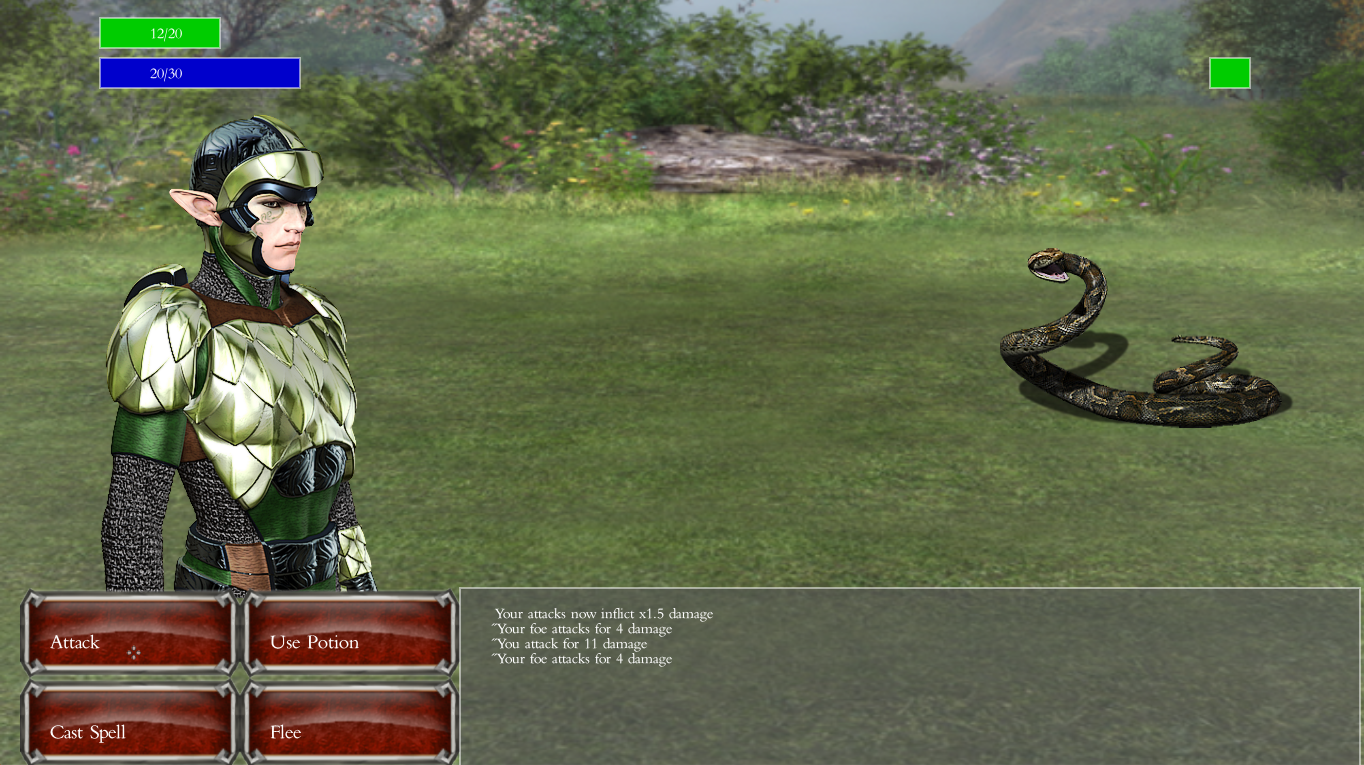 12/20
20/30
Your attacks now inflict x1.5 damage
˝Your foe attacks for 4 damage
˝You attack for 11 damage
˝Your foe attacks for 4 damage
Attack
Use Potion
Cast Spell
Flee